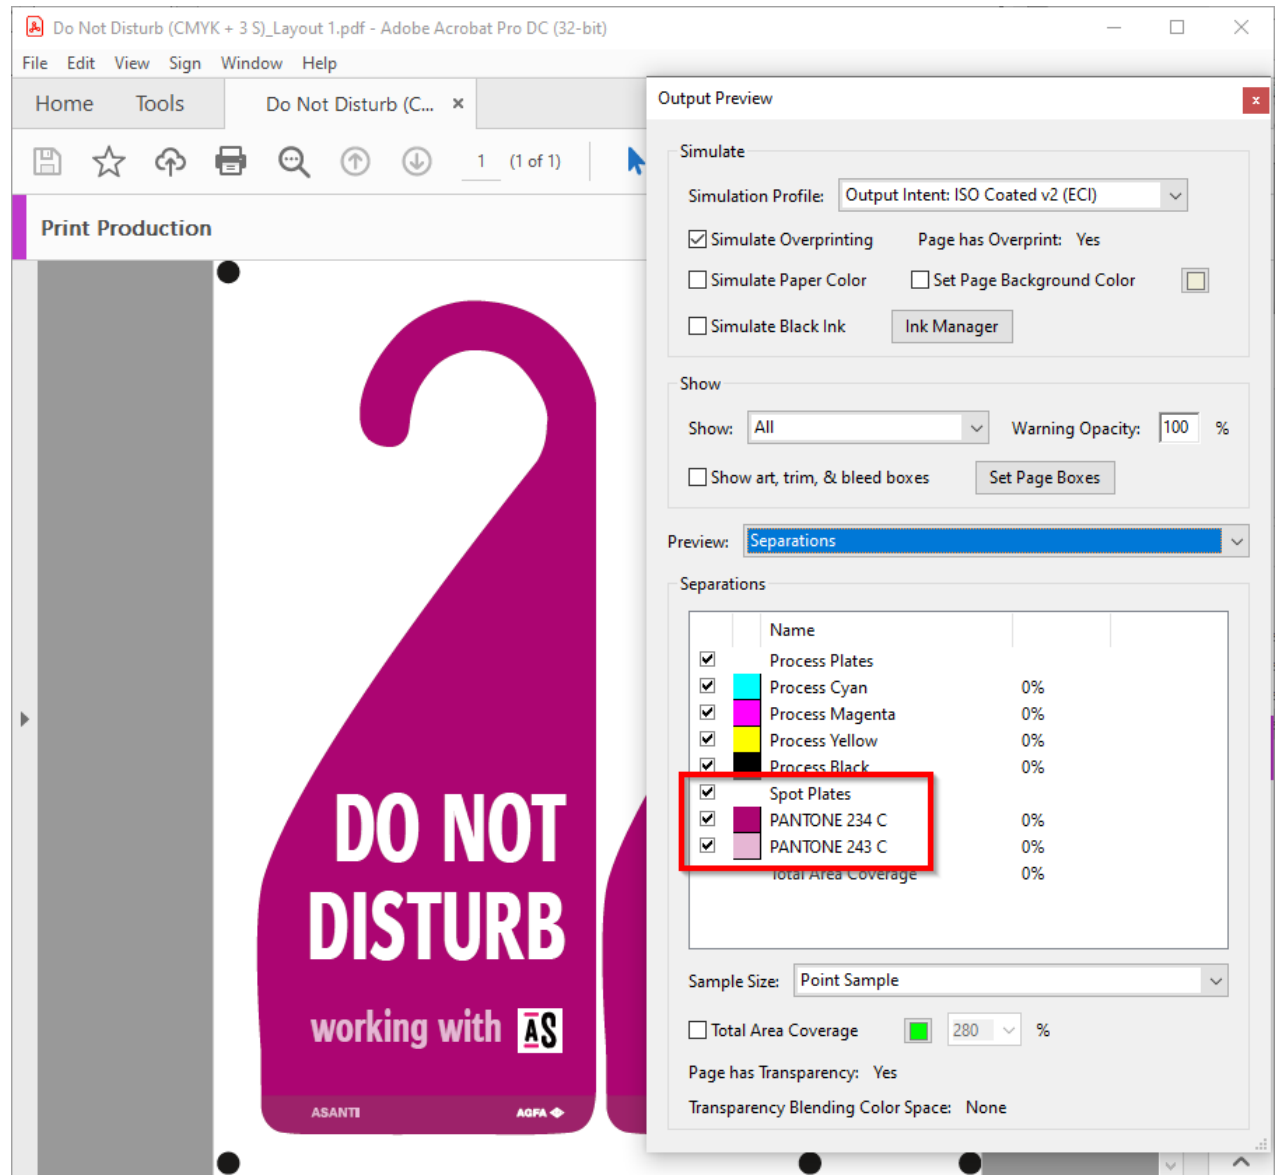 Do Not Disturb (CMYK + 3 S)_Layout 1.pdf - Adobe Acrobat Pro DC (32-bit)
File Edit View Sign Window Help
Home Tools Do Not Disturb (C... ×
1 (1 of 1)
Print Production
DO NOT
DISTURB
working with AS
ASANTI AGFA
Output Preview x
Simulate
Simulation Profile: Output Intent: ISO Coated v2 (ECI)
Simulate Overprinting Page has Overprint: Yes
Simulate Paper Color Set Page Background Color
Simulate Black Ink Ink Manager
Show
Show: All Warning Opacity: 100 %
Show art, trim, & bleed boxes Set Page Boxes
Preview: Separations
Separations
Name
Process Plates
Process Cyan 0%
Process Magenta 0%
Process Yellow 0%
Process Black 0%
Spot Plates
PANTONE 234 C 0%
PANTONE 243 C 0%
Total Area Coverage 0%
Sample Size: Point Sample
Total Area Coverage 280 %
Page has Transparency: Yes
Transparency Blending Color Space: None